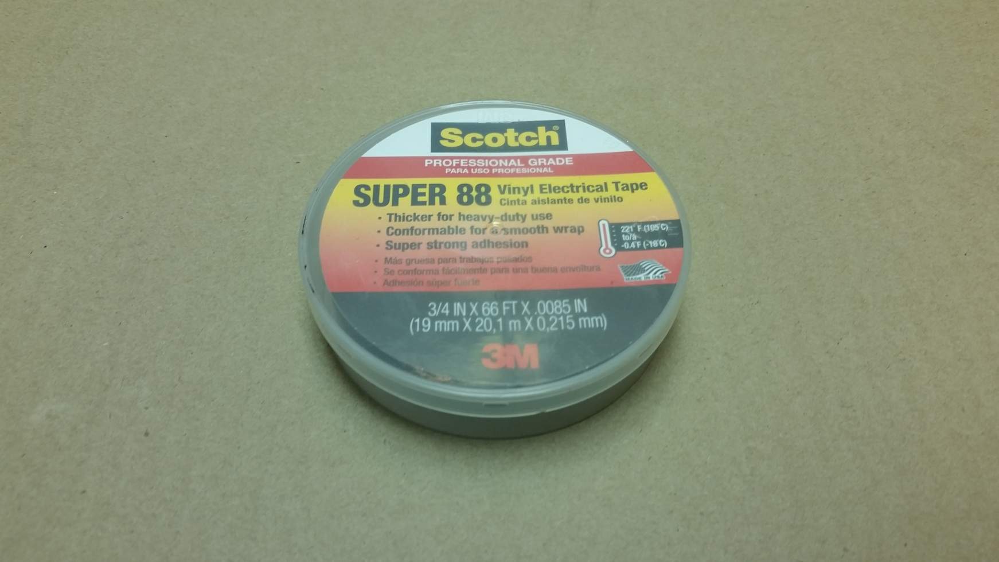 Scotch®
PROFESSIONAL GRADE
PARA USO PROFESIONAL
SUPER 88 Vinyl Electrical Tape
Cinta aislante de vinilo
• Thicker for heavy-duty use
• Conformable for a smooth wrap
• Super strong adhesion
221°F (105°C)
to/a
-0.4°F (-18°C)
• Más gruesa para trabajos pesados
• Se conforma fácilmente para una buena envoltura
• Adhesión súper fuerte
MADE IN USA
3/4 IN X 66 FT X .0085 IN
(19 mm X 20,1 m X 0,215 mm)
3M